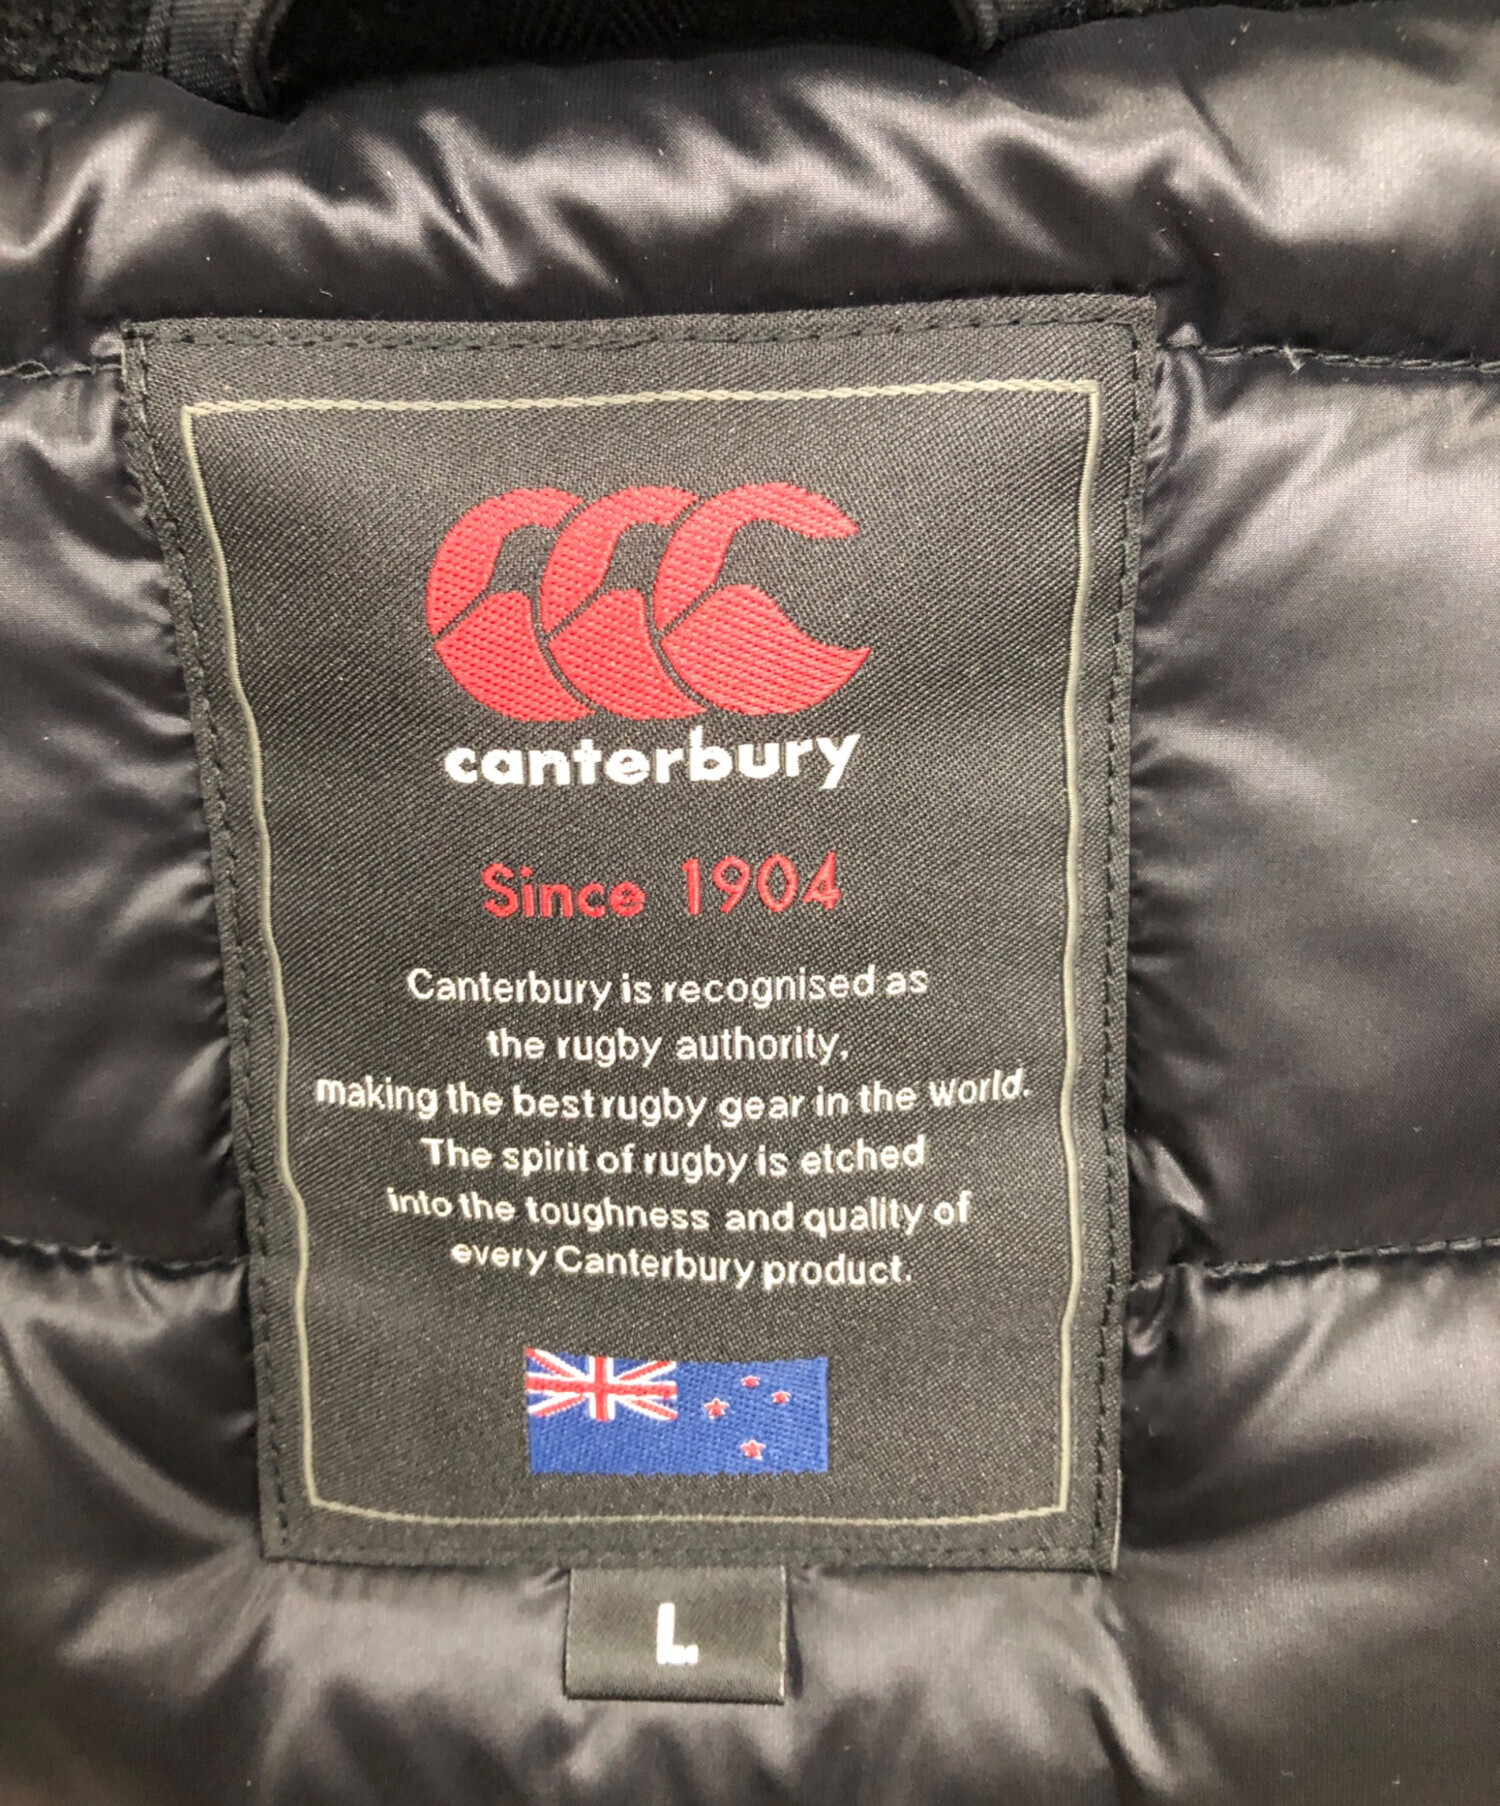 canterbury
Since 1904
Canterbury is recognised as
the rugby authority,
making the best rugby gear in the world.
The spirit of rugby is etched
into the toughness and quality of
every Canterbury product.
L